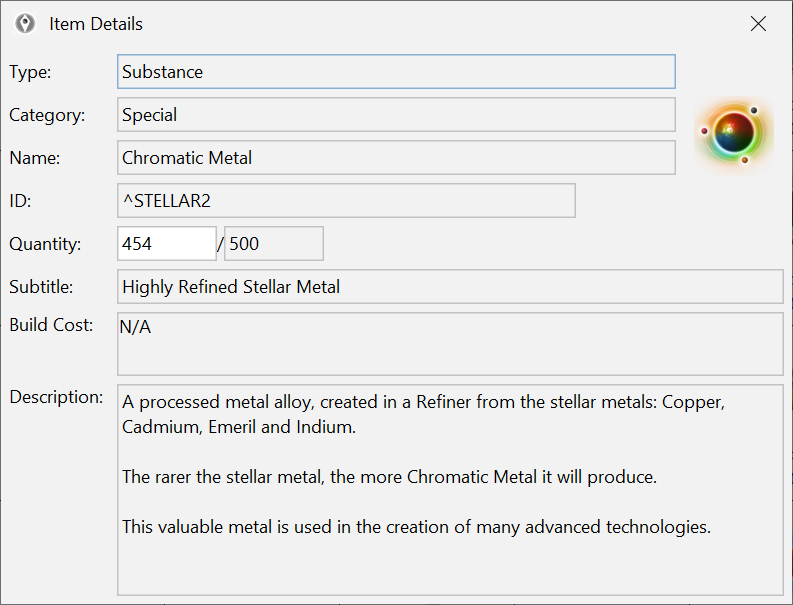 Item Details
Type: Substance
Category: Special
Name: Chromatic Metal
ID: ^STELLAR2
Quantity: 454 / 500
Subtitle: Highly Refined Stellar Metal
Build Cost: N/A
Description: A processed metal alloy, created in a Refiner from the stellar metals: Copper,
Cadmium, Emeril and Indium.
The rarer the stellar metal, the more Chromatic Metal it will produce.
This valuable metal is used in the creation of many advanced technologies.